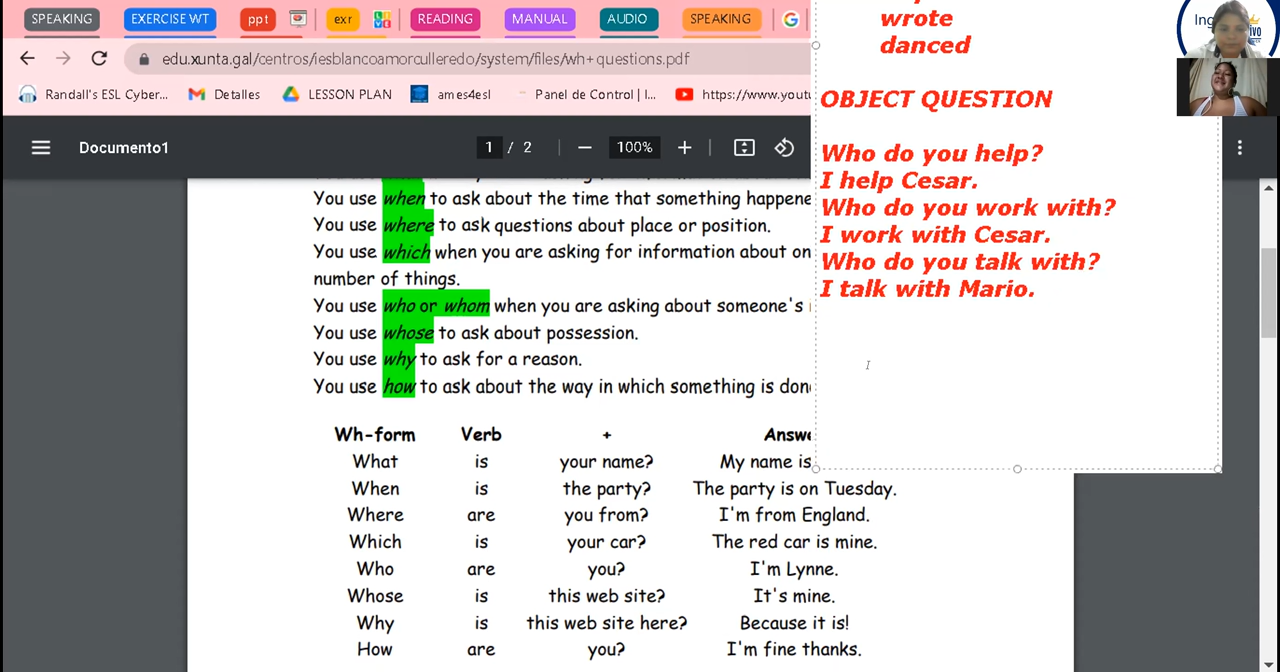 SPEAKING EXERCISE WT ppt exr LIVE READING MANUAL AUDIO SPEAKING
edu.xunta.gal/centros/iesblancoamorculleredo/system/files/wh+questions.pdf
Randall's ESL Cyber... Detalles LESSON PLAN ames4esl Panel de Control | I... https://www.youtu
Documento1 1 / 2 100%
You use when to ask about the time that something happene
You use where to ask questions about place or position.
You use which when you are asking for information about on
number of things.
You use who or whom when you are asking about someone's
You use whose to ask about possession.
You use why to ask for a reason.
You use how to ask about the way in which something is don
Wh-form Verb + Answe
What is your name? My name is
When is the party? The party is on Tuesday.
Where are you from? I'm from England.
Which is your car? The red car is mine.
Who are you? I'm Lynne.
Whose is this web site? It's mine.
Why is this web site here? Because it is!
How are you? I'm fine thanks.
wrote
danced
OBJECT QUESTION
Who do you help?
I help Cesar.
Who do you work with?
I work with Cesar.
Who do you talk with?
I talk with Mario.